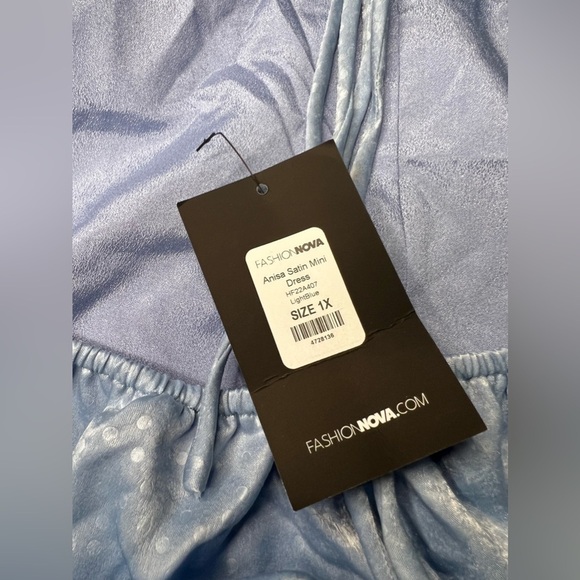 FASHIONNOVA
Anisa Satin Mini
Dress
HF22A407
LightBlue
SIZE 1X
4728136
FASHIONNOVA.COM